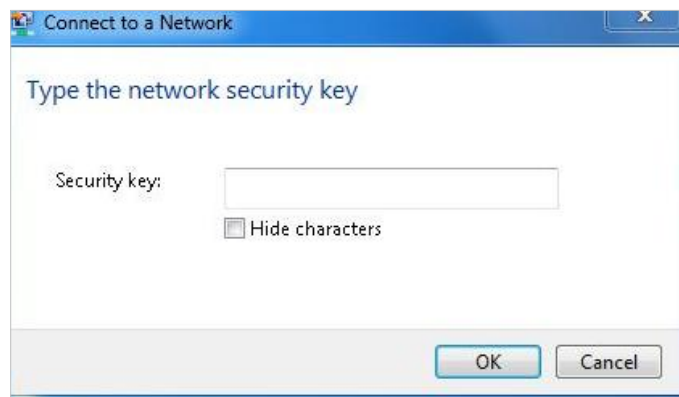 Connect to a Network
Type the network security key
Security key:
Hide characters
OK Cancel